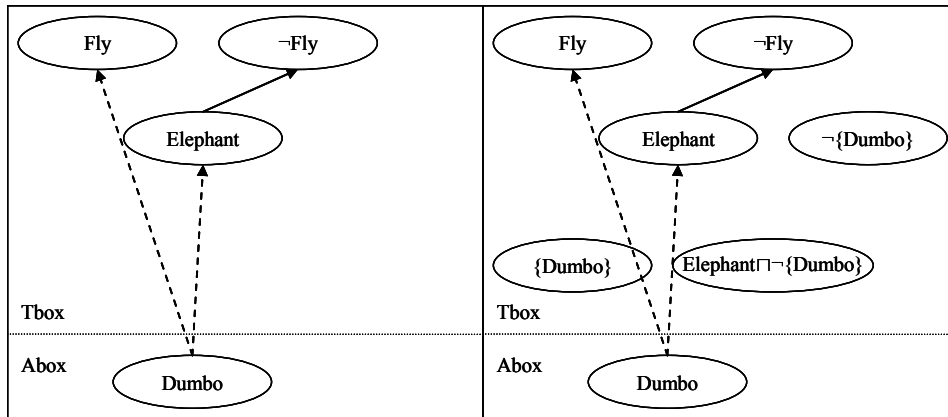 Fly
¬Fly
Elephant
Tbox
Abox
Dumbo
Fly
¬Fly
Elephant
¬{Dumbo}
{Dumbo}
Elephant⊓¬{Dumbo}
Tbox
Abox
Dumbo